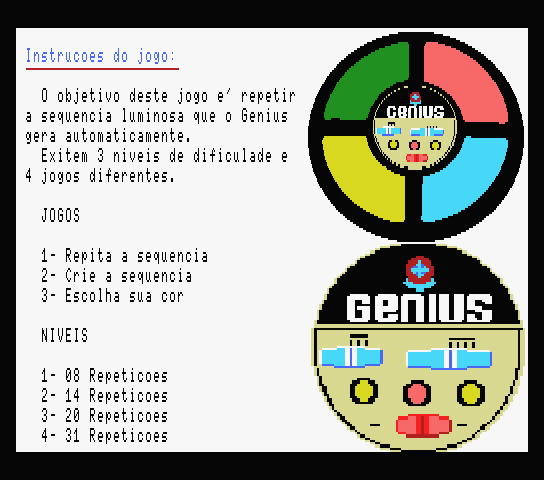 Instrucoes do jogo:
O objetivo deste jogo e' repetir
a sequencia luminosa que o Genius
gera automaticamente.
Exitem 3 niveis de dificulade e
4 jogos diferentes.
JOGOS
1- Repita a sequencia
2- Crie a sequencia
3- Escolha sua cor
NIVEIS
1- 08 Repeticoes
2- 14 Repeticoes
3- 20 Repeticoes
4- 31 Repeticoes
GENIUS
GENIUS